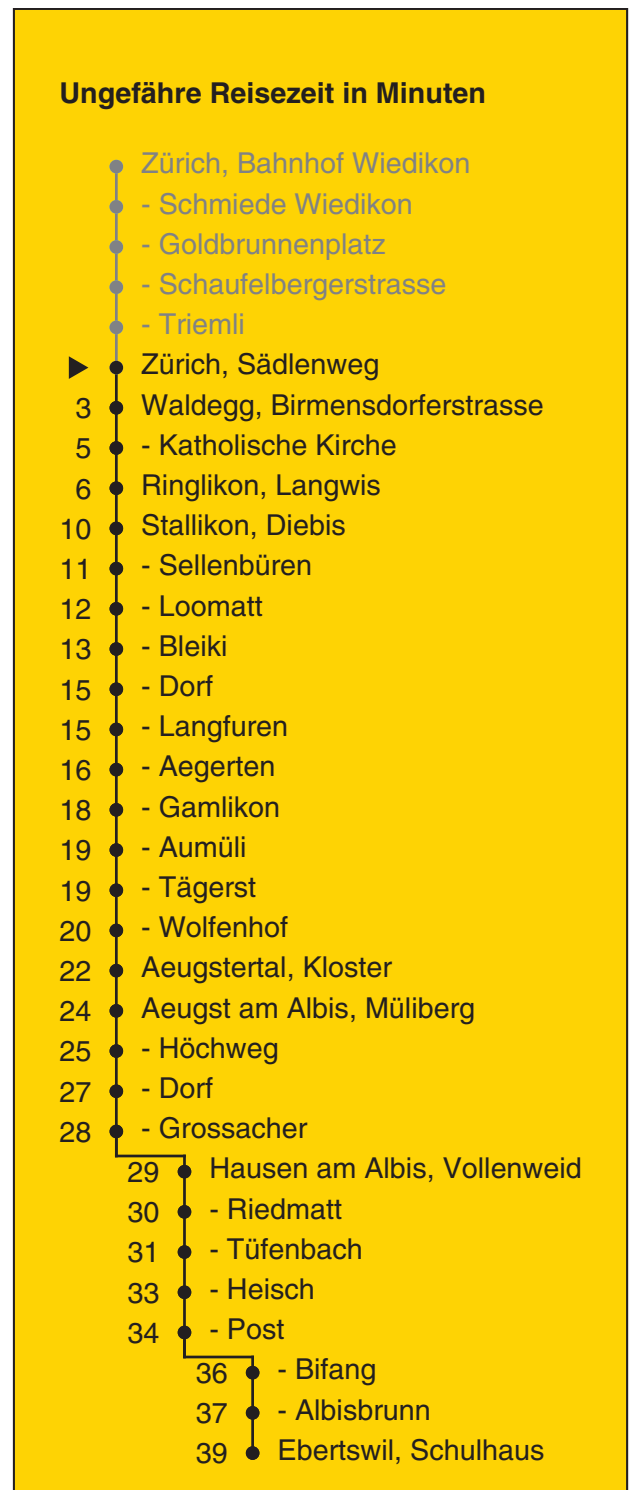 Ungefähre Reisezeit in Minuten
Zürich, Bahnhof Wiedikon
- Schmiede Wiedikon
- Goldbrunnenplatz
- Schaufelbergerstrasse
- Triemli
Zürich, Sädlenweg
3 Waldegg, Birmensdorferstrasse
5 - Katholische Kirche
6 Ringlikon, Langwis
10 Stallikon, Diebis
11 - Sellenbüren
12 - Loomatt
13 - Bleiki
15 - Dorf
15 - Langfuren
16 - Aegerten
18 - Gamlikon
19 - Aumüli
19 - Tägerst
20 - Wolfenhof
22 Aeugstertal, Kloster
24 Aeugst am Albis, Müliberg
25 - Höchweg
27 - Dorf
28 - Grossacher
29 Hausen am Albis, Vollenweid
30 - Riedmatt
31 - Tüfenbach
33 - Heisch
34 - Post
36 - Bifang
37 - Albisbrunn
39 Ebertswil, Schulhaus